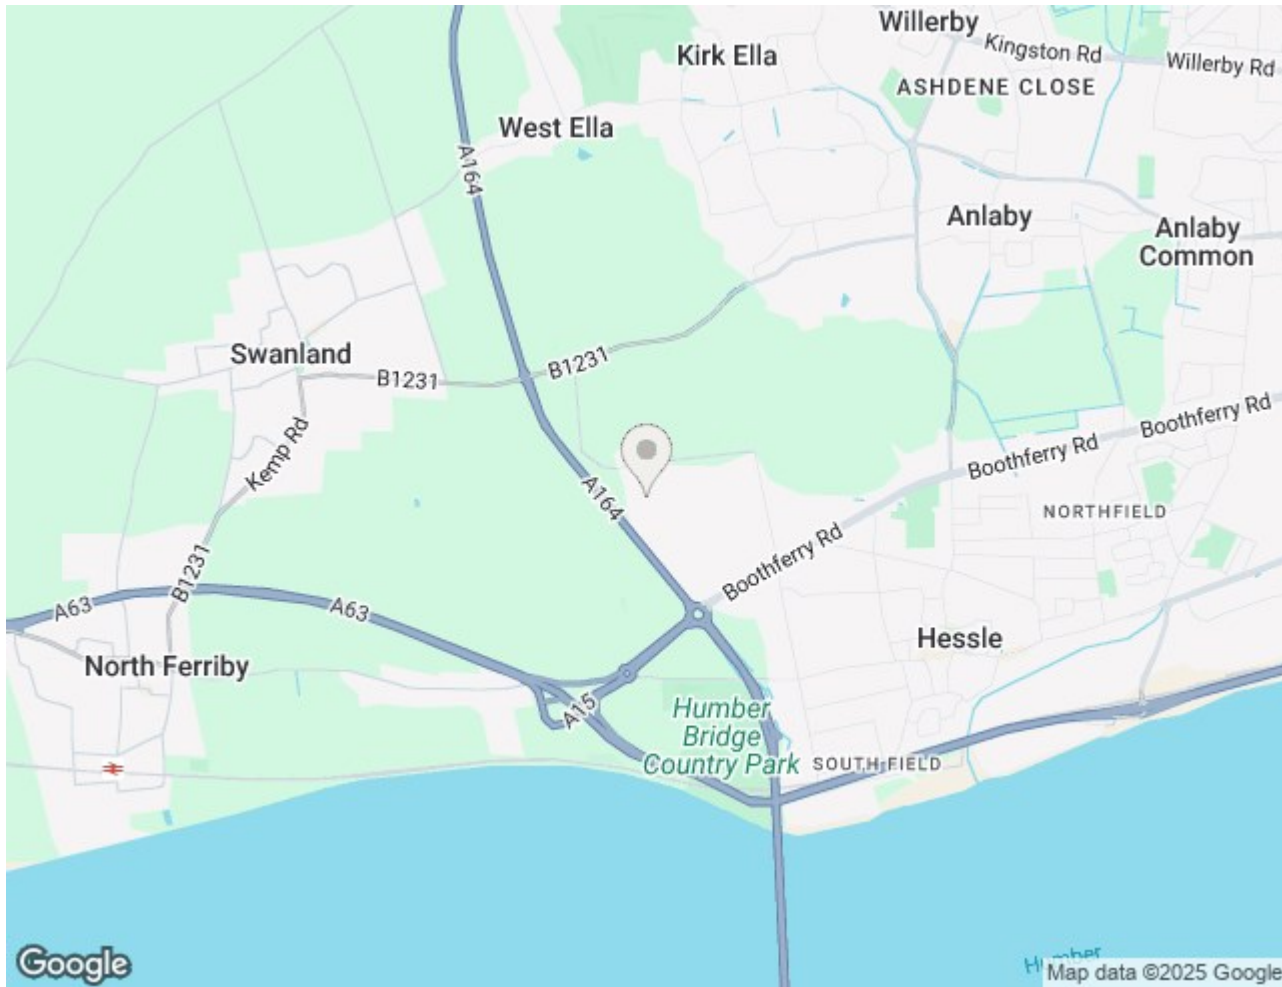 Willerby
Kingston Rd
Willerby Rd
Kirk Ella
ASHDENE CLOSE
West Ella
A164
Anlaby
Anlaby
Common
Swanland
B1231
B1231
Kemp Rd
Boothferry Rd
Boothferry Rd
A164
NORTHFIELD
Boothferry Rd
B1231
A63
A63
Hessle
North Ferriby
A15
Humber
Bridge
Country Park
SOUTH FIELD
Humber
Google
Map data ©2025 Google